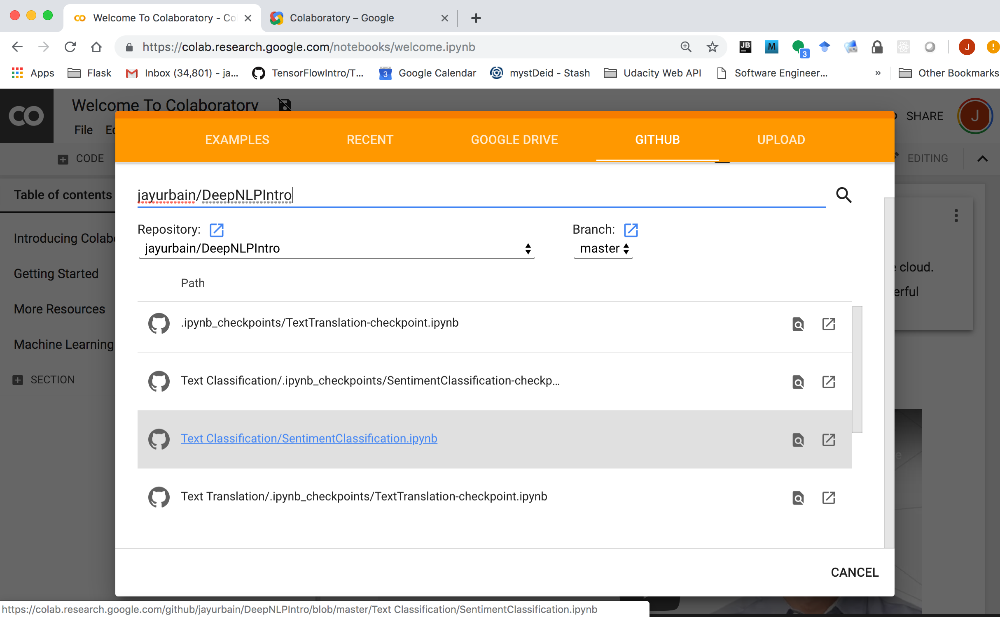 Welcome To Colaboratory - Co
Colaboratory – Google
https://colab.research.google.com/notebooks/welcome.ipynb
JB
M
3
J
Apps
Flask
Inbox (34,801) - ja...
TensorFlowIntro/T...
3
Google Calendar
mystDeid - Stash
Udacity Web API
Software Engineer...
»
Other Bookmarks
CO
Welcome To Colaboratory
SHARE
J
File
Ed
EXAMPLES
RECENT
GOOGLE DRIVE
GITHUB
UPLOAD
CODE
EDITING
Table of contents
jayurbain/DeepNLPIntro
Introducing Colabo
Repository:
Branch:
jayurbain/DeepNLPIntro
master
Getting Started
e cloud.
Path
erful
More Resources
.ipynb_checkpoints/TextTranslation-checkpoint.ipynb
Machine Learning
SECTION
Text Classification/.ipynb_checkpoints/SentimentClassification-checkp...
Text Classification/SentimentClassification.ipynb
e
Text Translation/.ipynb_checkpoints/TextTranslation-checkpoint.ipynb
CANCEL
https://colab.research.google.com/github/jayurbain/DeepNLPIntro/blob/master/Text Classification/SentimentClassification.ipynb